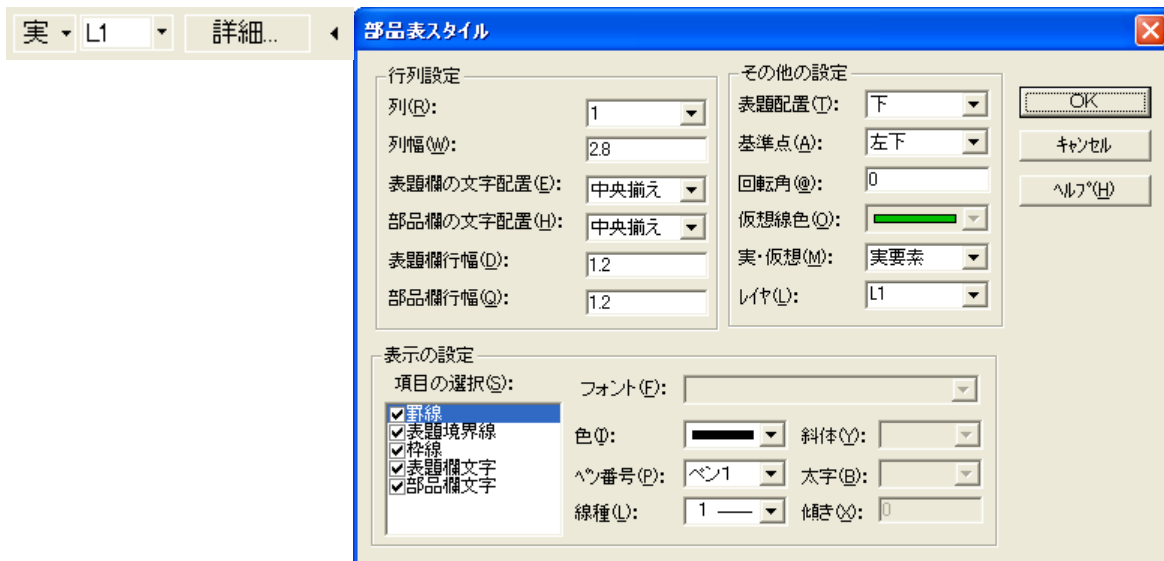 実 L1 詳細...
部品表スタイル
行列設定
列(R): 1
列幅(W): 2.8
表題欄の文字配置(E): 中央揃え
部品欄の文字配置(H): 中央揃え
表題欄行幅(D): 1.2
部品欄行幅(Q): 1.2
その他の設定
表題配置(T): 下
基準点(A): 左下
回転角(@): 0
仮想線色(O):
実・仮想(M): 実要素
レイヤ(L): L1
OK
キャンセル
ヘルプ(H)
表示の設定
項目の選択(S):
罫線
表題境界線
枠線
表題欄文字
部品欄文字
フォント(F):
色(I): 斜体(Y):
ペン番号(P): ペン1 太字(B):
線種(L): 1 傾き(X): 0